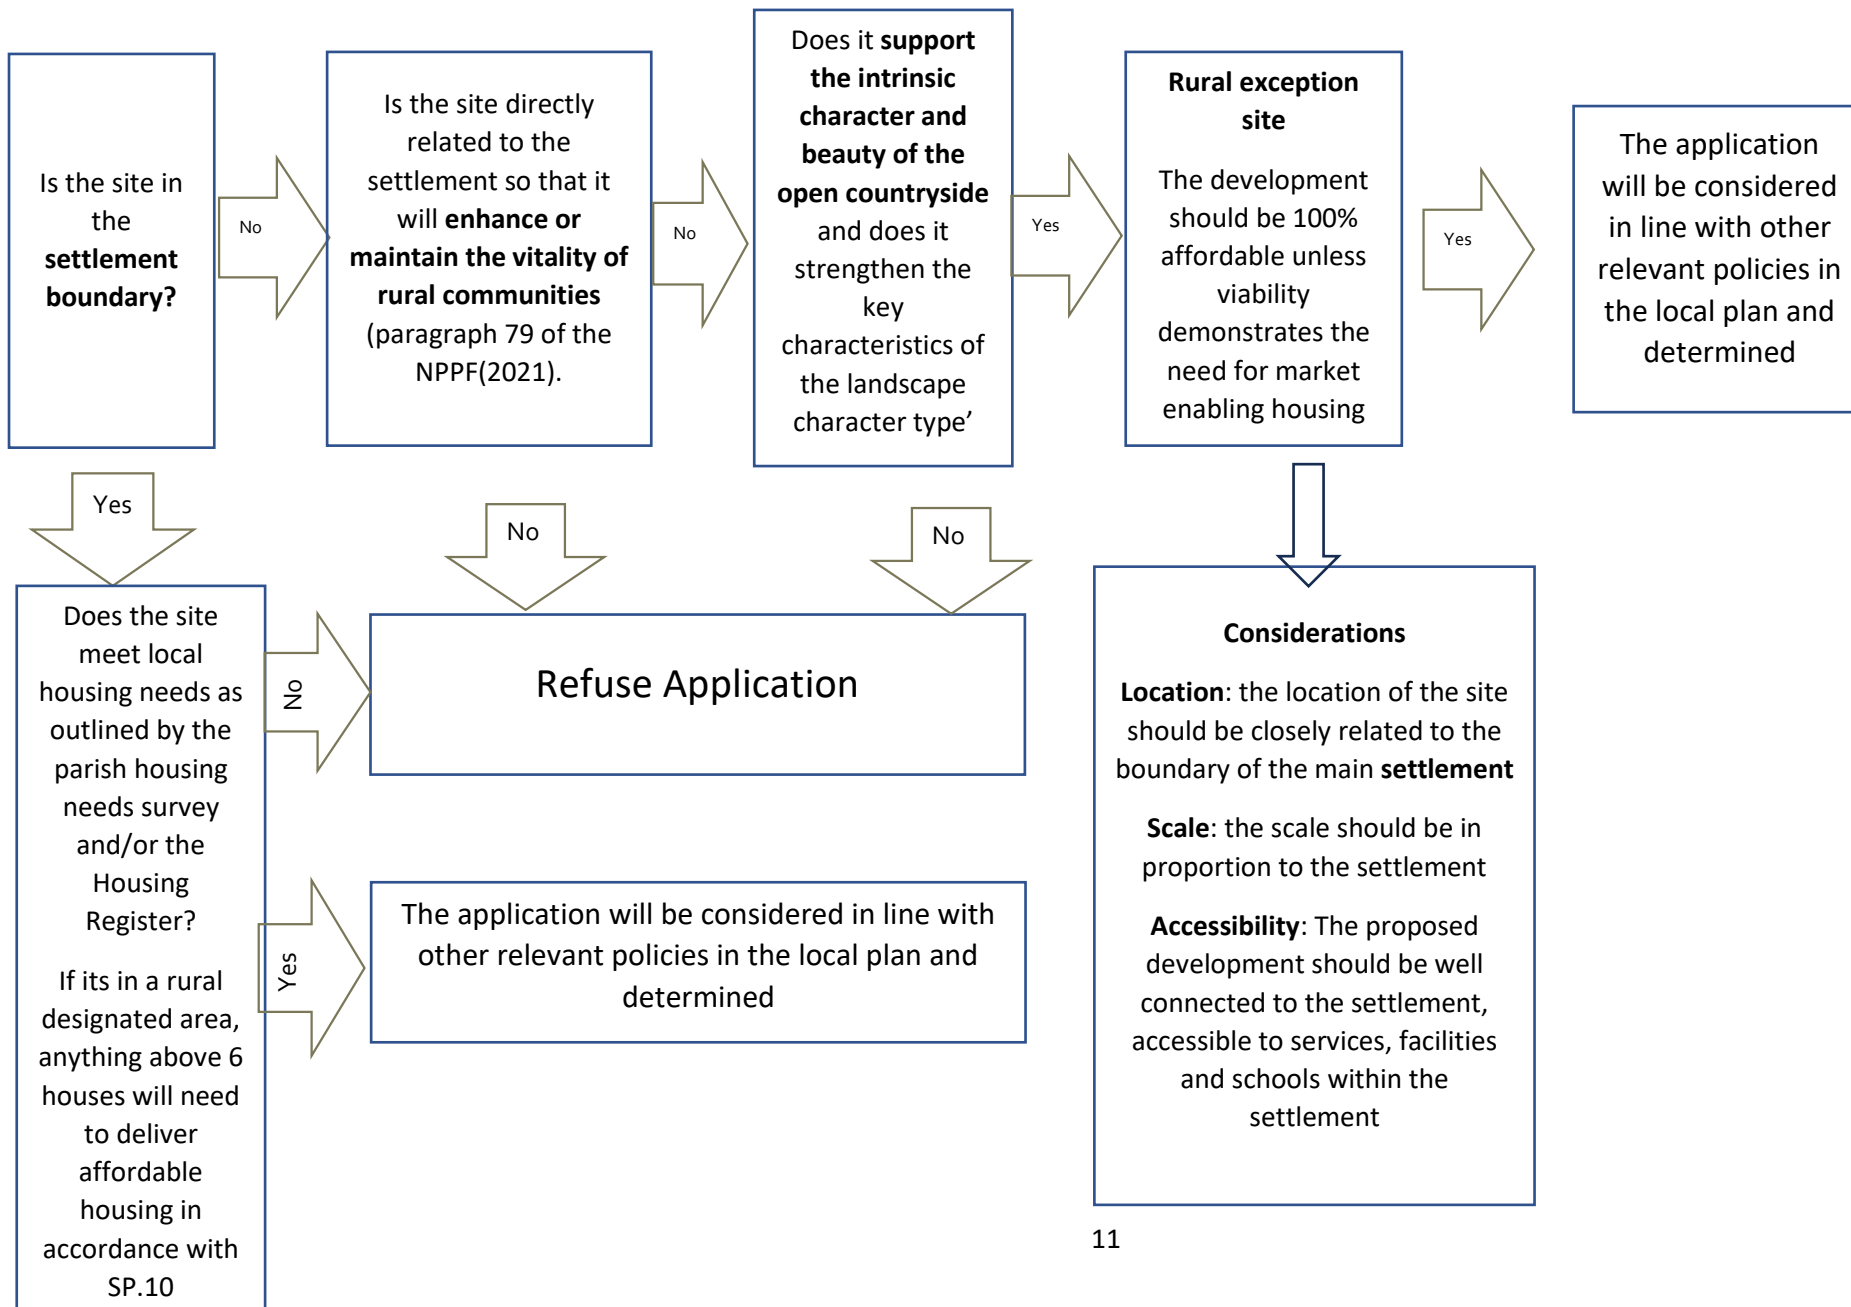 Is the site in
the
settlement
boundary?
No
Is the site directly
related to the
settlement so that it
will enhance or
maintain the vitality of
rural communities
(paragraph 79 of the
NPPF(2021).
No
Does it support
the intrinsic
character and
beauty of the
open countryside
and does it
strengthen the
key
characteristics of
the landscape
character type’
Yes
Rural exception
site
The development
should be 100%
affordable unless
viability
demonstrates the
need for market
enabling housing
Yes
The application
will be considered
in line with other
relevant policies in
the local plan and
determined
Yes
No
No
Does the site
meet local
housing needs as
outlined by the
parish housing
needs survey
and/or the
Housing
Register?
If its in a rural
designated area,
anything above 6
houses will need
to deliver
affordable
housing in
accordance with
SP.10
No
Refuse Application
Yes
The application will be considered in line with
other relevant policies in the local plan and
determined
Considerations
Location: the location of the site
should be closely related to the
boundary of the main settlement
Scale: the scale should be in
proportion to the settlement
Accessibility: The proposed
development should be well
connected to the settlement,
accessible to services, facilities
and schools within the
settlement
11